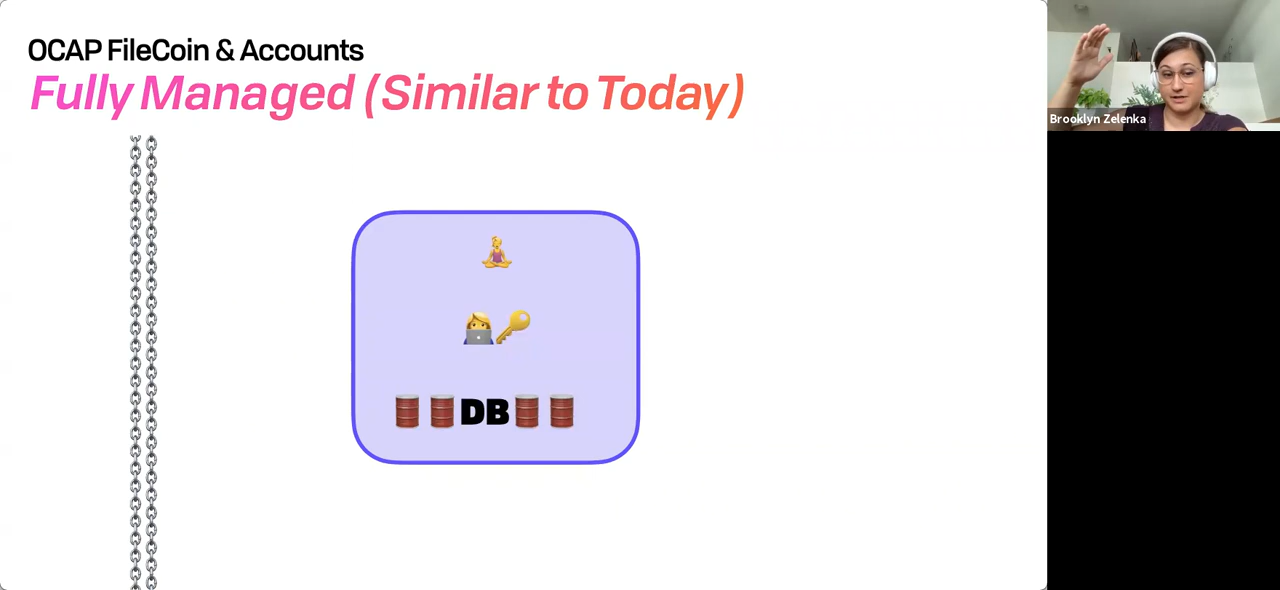 OCAP FileCoin & Accounts
Fully Managed (Similar to Today)
Brooklyn Zelenka
DB